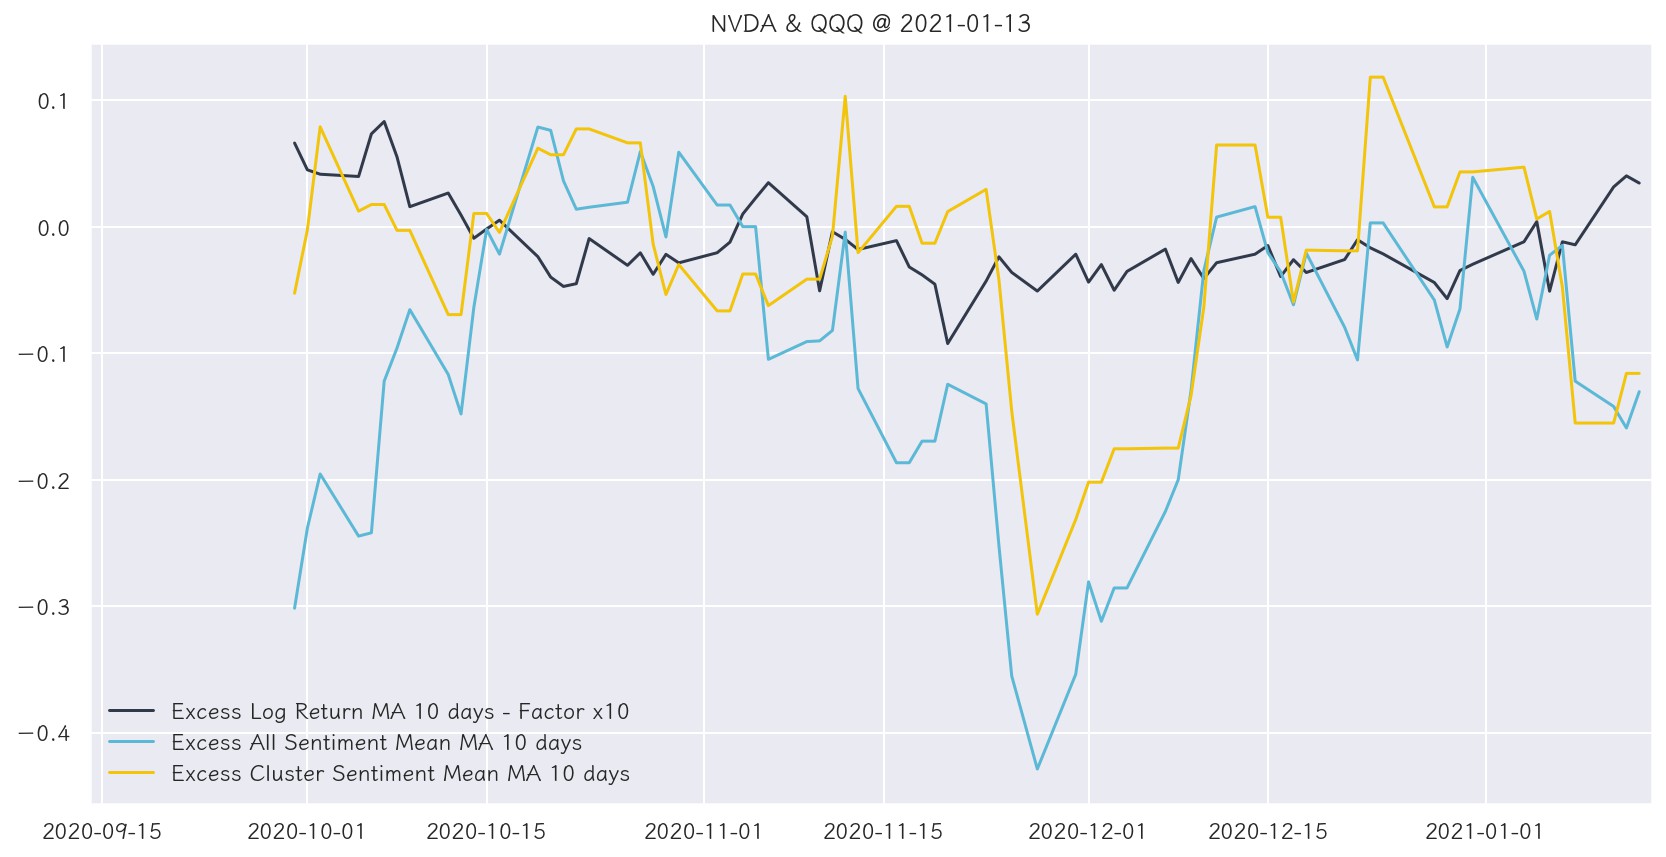 NVDA & QQQ @ 2021-01-13
0.1
0.0
−0.1
−0.2
−0.3
−0.4
Excess Log Return MA 10 days - Factor x10
Excess All Sentiment Mean MA 10 days
Excess Cluster Sentiment Mean MA 10 days
2020-09-15 2020-10-01 2020-10-15 2020-11-01 2020-11-15 2020-12-01 2020-12-15 2021-01-01